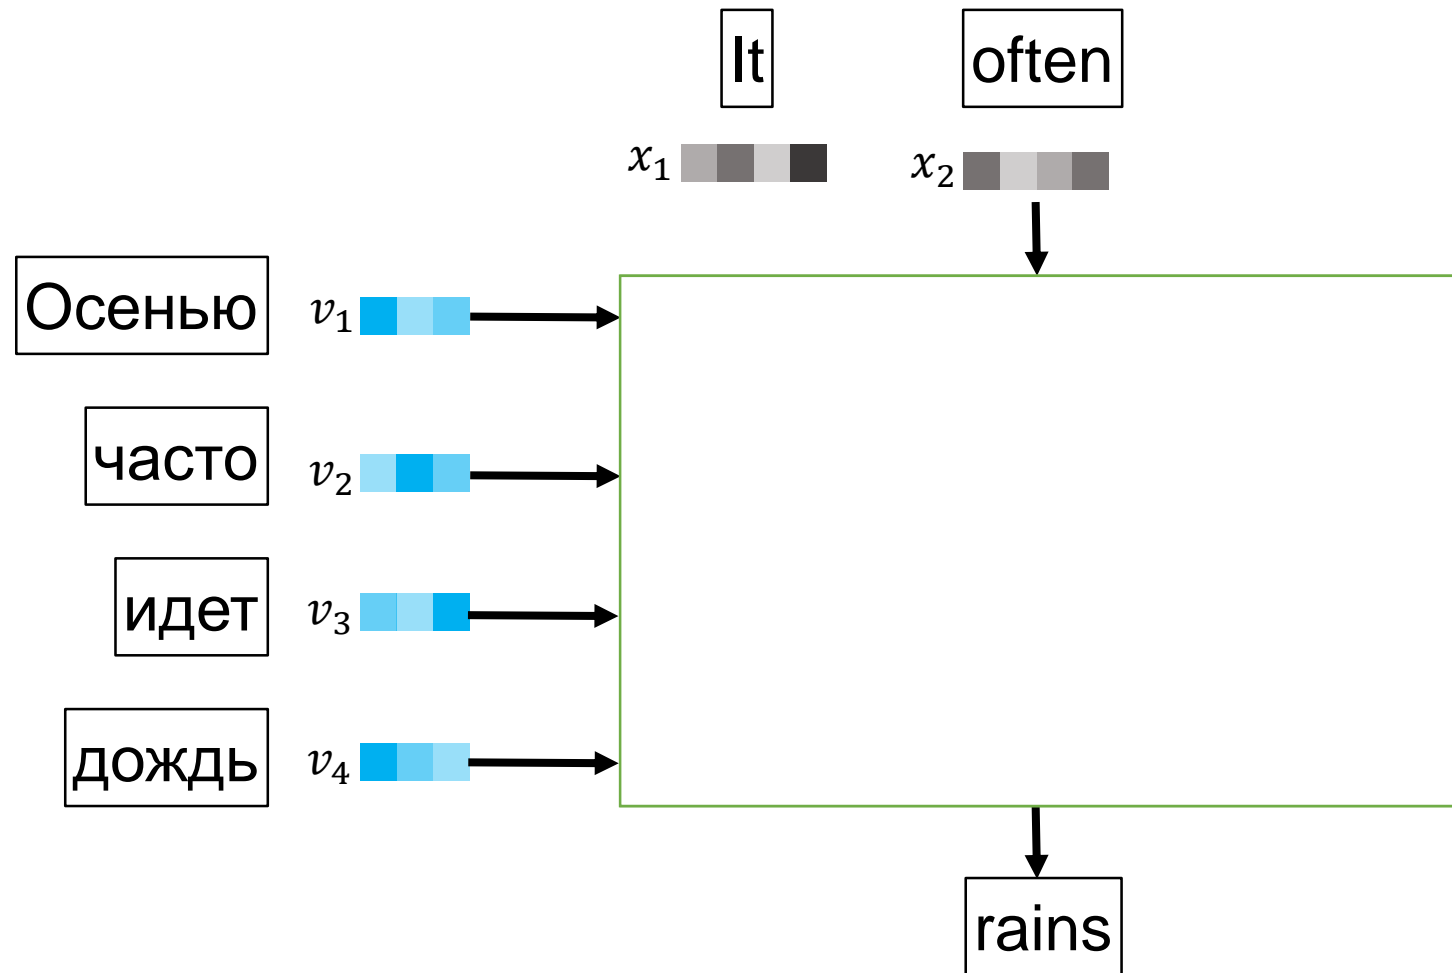 It often
x₁ x₂
Осенью v₁
часто v₂
идет v₃
дождь v₄
rains